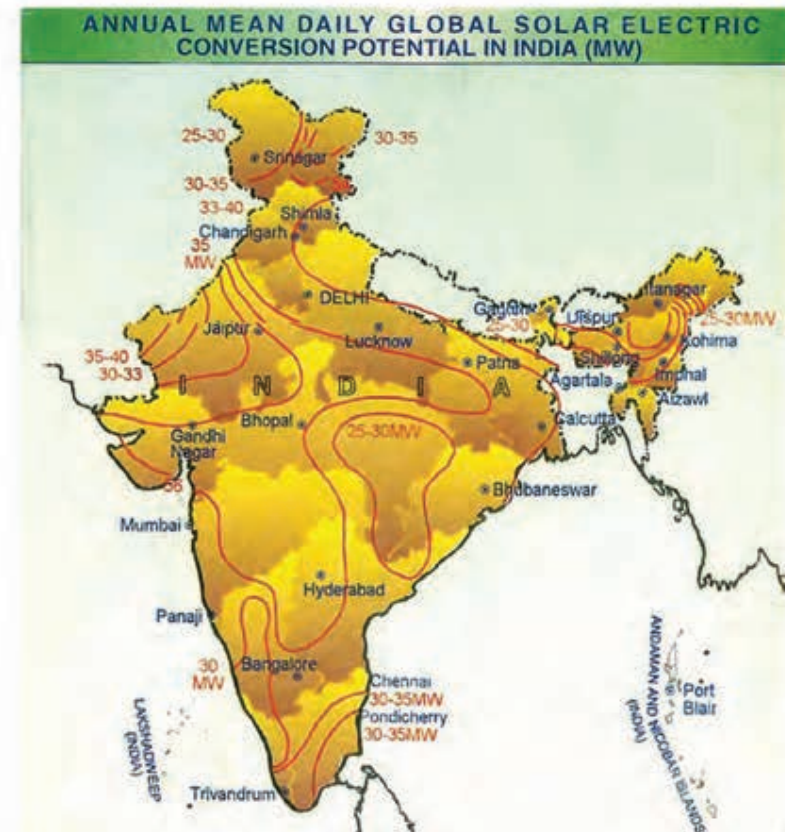 ANNUAL MEAN DAILY GLOBAL SOLAR ELECTRIC
CONVERSION POTENTIAL IN INDIA (MW)
25-30
30-35
Srinagar
30-35
33-40
Shimla
Chandigarh
35
MW
DELHI
Itanagar
25-30
25-30MW
Jaipur
Lucknow
Kohima
Shillong
Patna
35-40
30-33
Imphal
Agartala
Aizawl
I N D I A
Bhopal
25-30MW
Calcutta
Gandhi
Nagar
Bhubaneswar
Mumbai
Hyderabad
Panaji
30
MW
Bangalore
Chennai
30-35MW
Pondicherry
30-35MW
Port
Blair
ANDAMAN AND NICOBAR ISLANDS
(INDIA)
LAKSHADWEEP
(INDIA)
Trivandrum